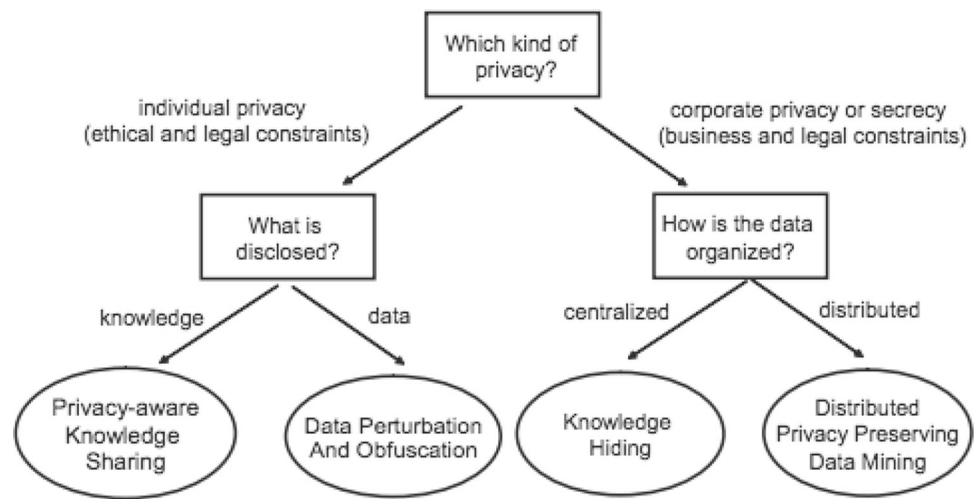 Which kind of
privacy?
individual privacy
(ethical and legal constraints)
corporate privacy or secrecy
(business and legal constraints)
What is
disclosed?
How is the data
organized?
knowledge
data
centralized
distributed
Privacy-aware
Knowledge
Sharing
Data Perturbation
And Obfuscation
Knowledge
Hiding
Distributed
Privacy Preserving
Data Mining